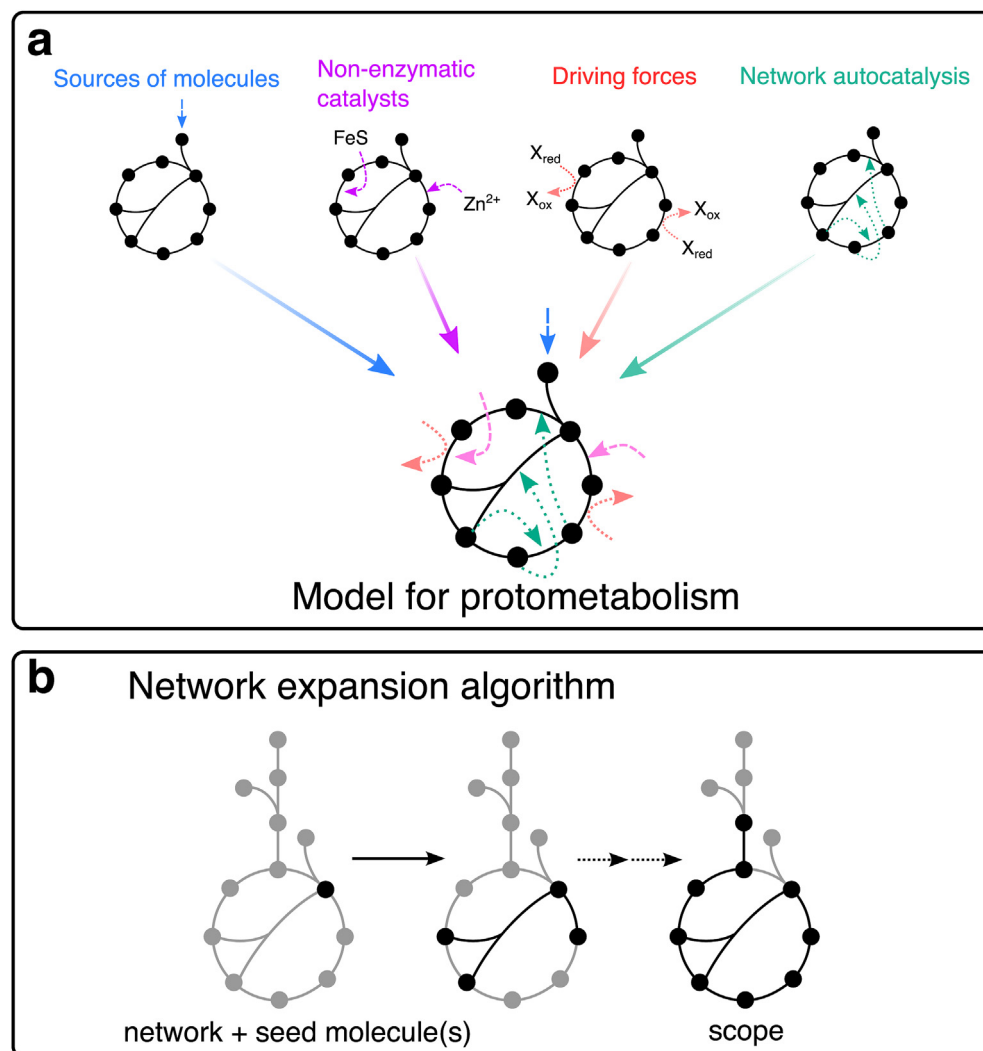 a
Sources of molecules
Non-enzymatic
catalysts
Driving forces
Network autocatalysis
FeS
Zn²⁺
Xred
Xox
Xox
Xred
Model for protometabolism
b
Network expansion algorithm
network + seed molecule(s)
scope